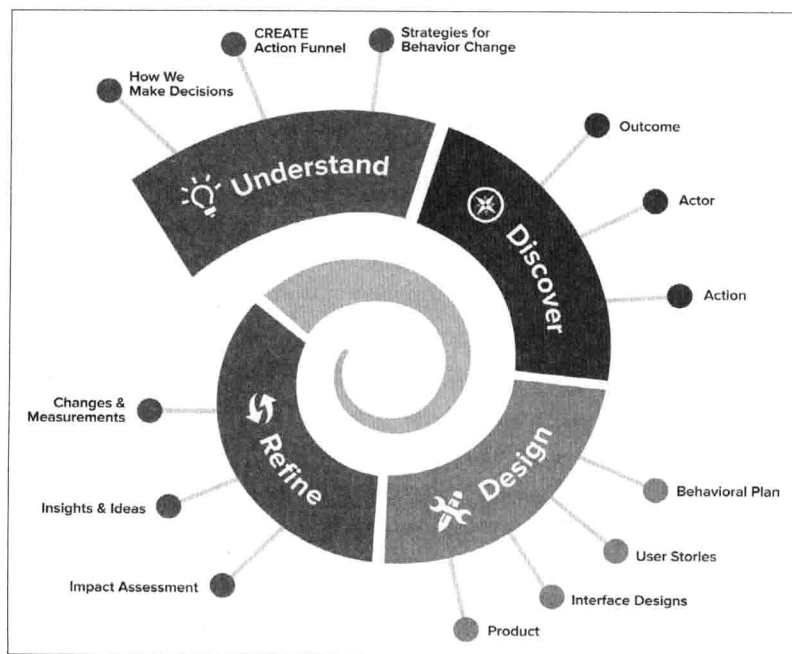 CREATE
Action Funnel
Strategies for
Behavior Change
How We
Make Decisions
Understand
Outcome
Actor
Action
Discover
Changes &
Measurements
Insights & Ideas
Impact Assessment
Refine
Design
Behavioral Plan
User Stories
Interface Designs
Product